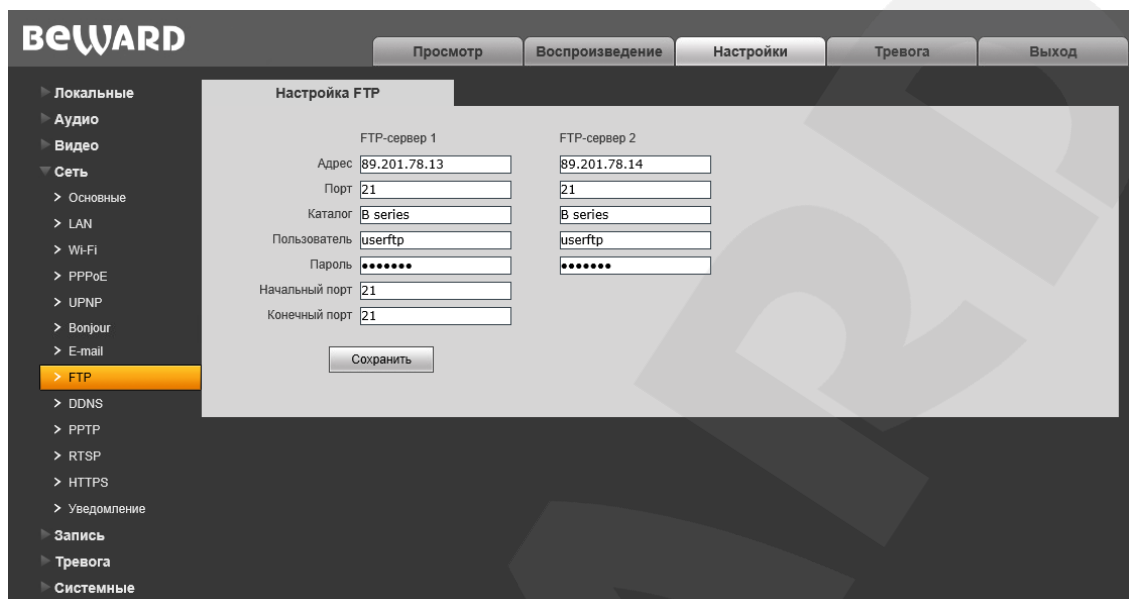 BEWARD
Просмотр Воспроизведение Настройки Тревога Выход
Локальные
Аудио
Видео
Сеть
> Основные
> LAN
> Wi-Fi
> PPPoE
> UPNP
> Bonjour
> E-mail
> FTP
> DDNS
> PPTP
> RTSP
> HTTPS
> Уведомление
Запись
Тревога
Системные
Настройка FTP
FTP-сервер 1 FTP-сервер 2
Адрес 89.201.78.13 89.201.78.14
Порт 21 21
Каталог B series B series
Пользователь userftp userftp
Пароль ●●●●●●● ●●●●●●●
Начальный порт 21
Конечный порт 21
Сохранить